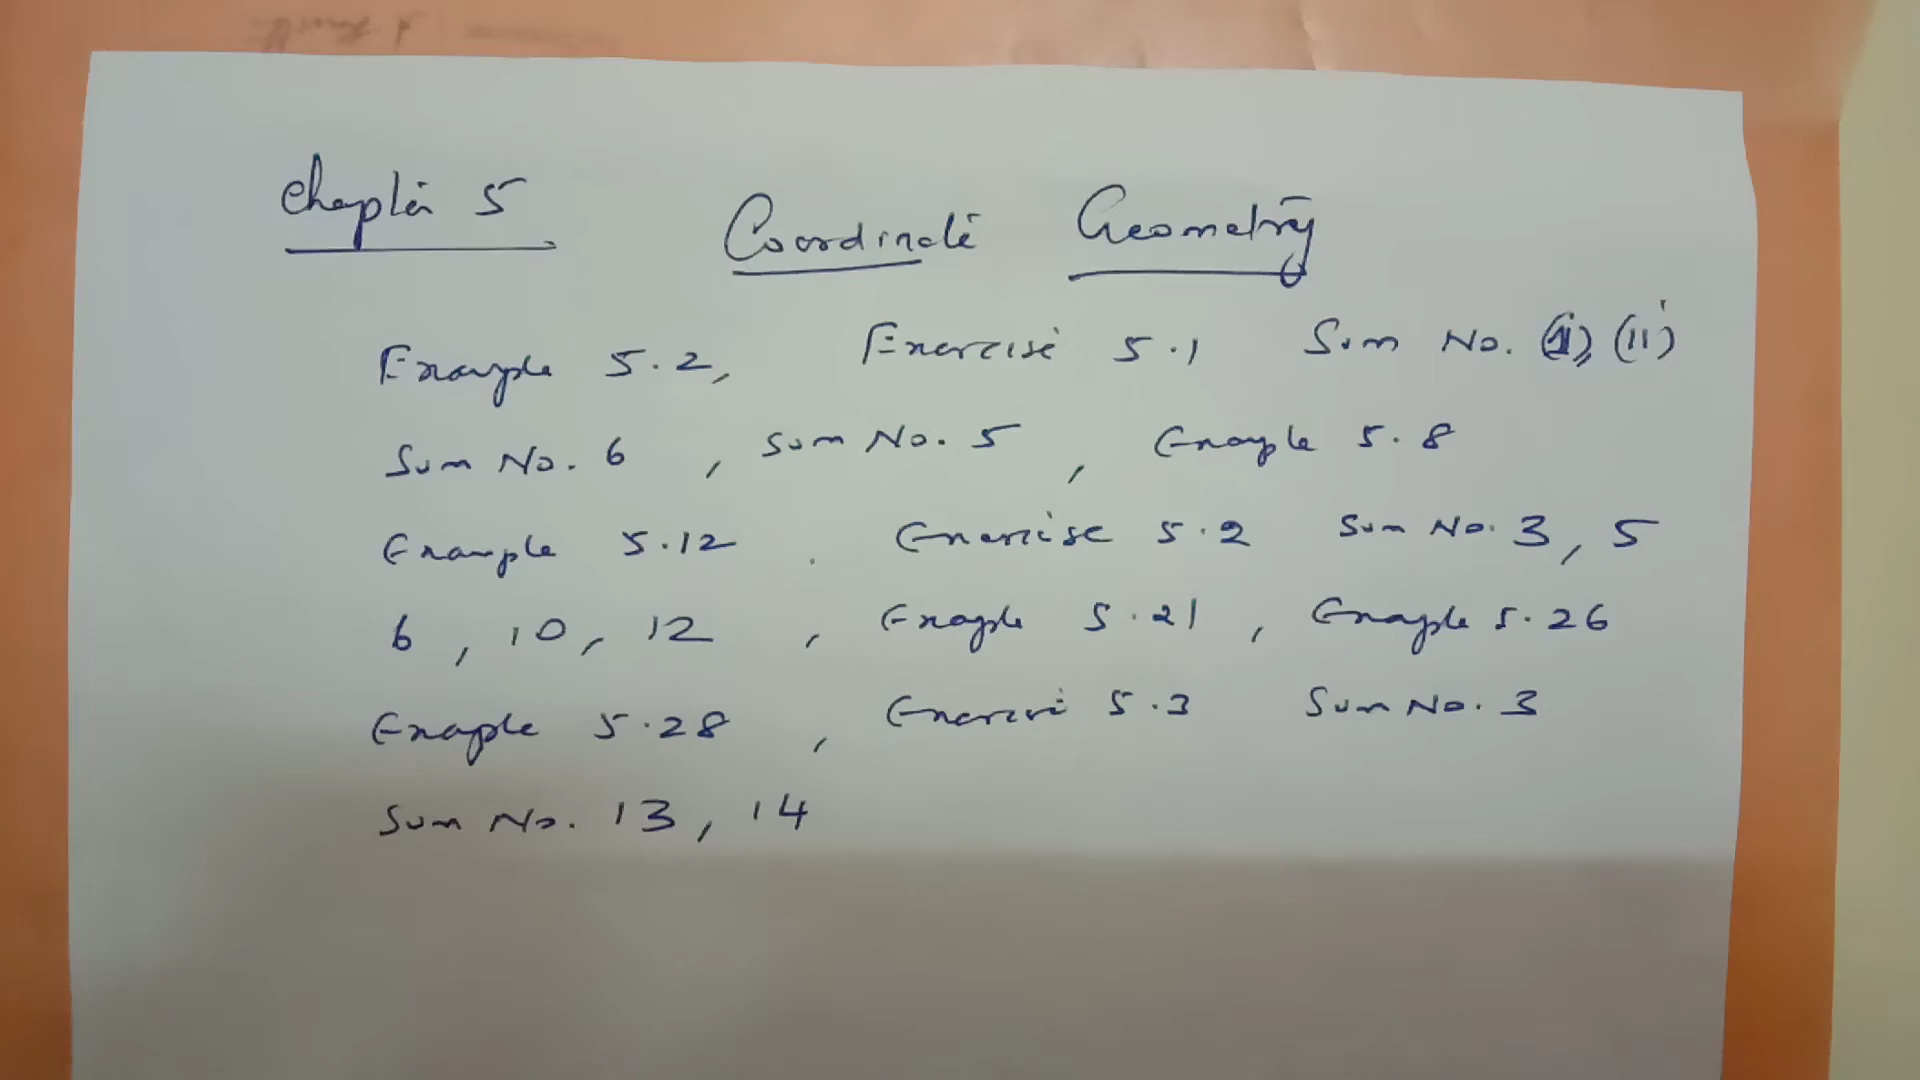 Chapter 5
Coordinate Geometry
Example 5.2, Exercise 5.1 Sum No. (i), (ii)
Sum No. 6 , Sum No. 5 , Example 5.8
Example 5.12 . Exercise 5.2 Sum No. 3, 5
6, 10, 12 , Example 5.21 , Example 5.26
Example 5.28 , Exercise 5.3 Sum No. 3
Sum No. 13, 14